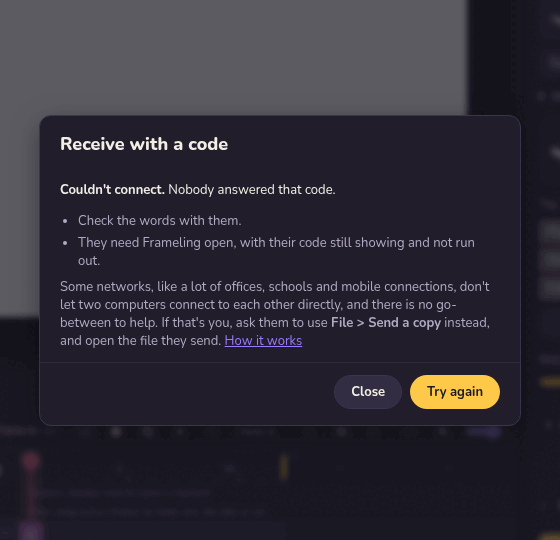 Receive with a code
Couldn't connect. Nobody answered that code.
• Check the words with them.
• They need Frameling open, with their code still showing and not run
out.
Some networks, like a lot of offices, schools and mobile connections, don't
let two computers connect to each other directly, and there is no go-
between to help. If that's you, ask them to use File > Send a copy instead,
and open the file they send. How it works
Close Try again